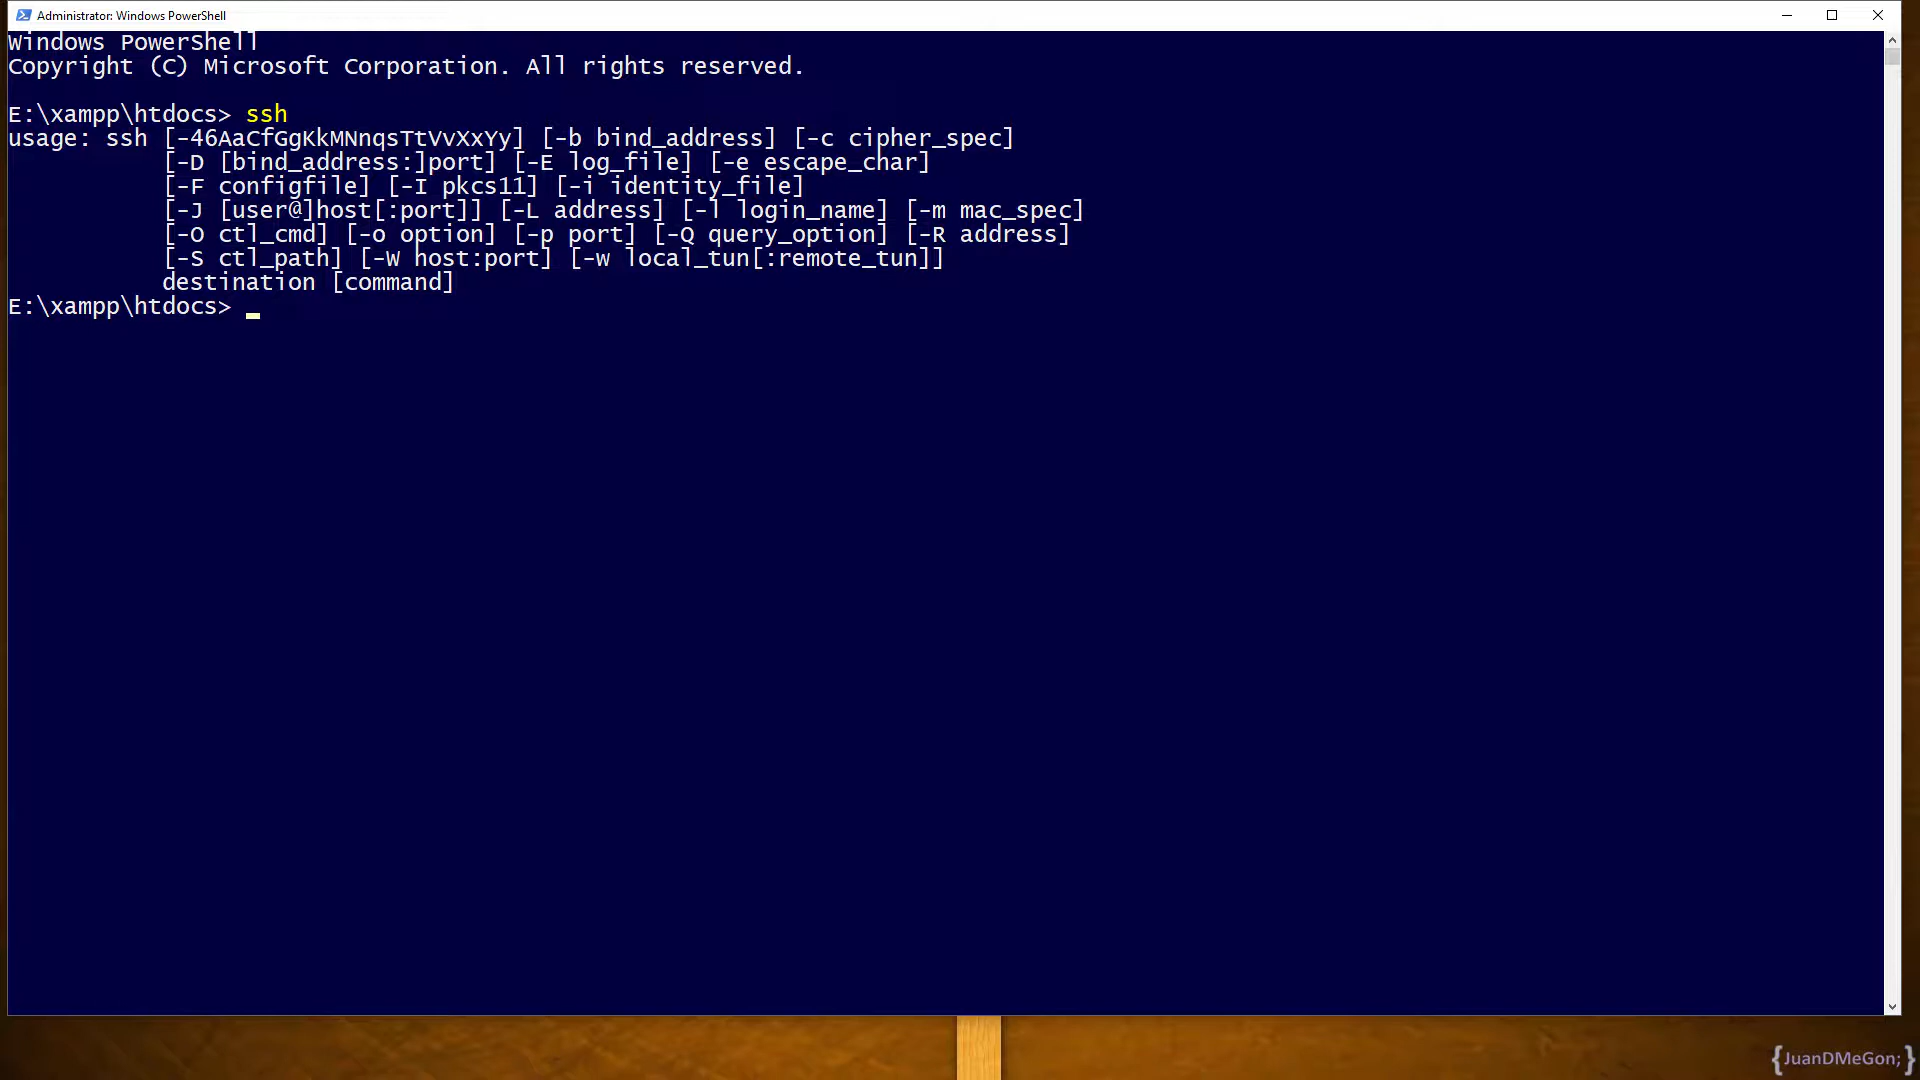 Administrator: Windows PowerShell
Windows PowerShell
Copyright (C) Microsoft Corporation. All rights reserved.
E:\xampp\htdocs> ssh
usage: ssh [-46AaCfGgKkMNnqsTtVvXxYy] [-b bind_address] [-c cipher_spec]
[-D [bind_address:]port] [-E log_file] [-e escape_char]
[-F configfile] [-I pkcs11] [-i identity_file]
[-J [user@]host[:port]] [-L address] [-l login_name] [-m mac_spec]
[-O ctl_cmd] [-o option] [-p port] [-Q query_option] [-R address]
[-S ctl_path] [-W host:port] [-w local_tun[:remote_tun]]
destination [command]
E:\xampp\htdocs>
{JuanDMeGon; }